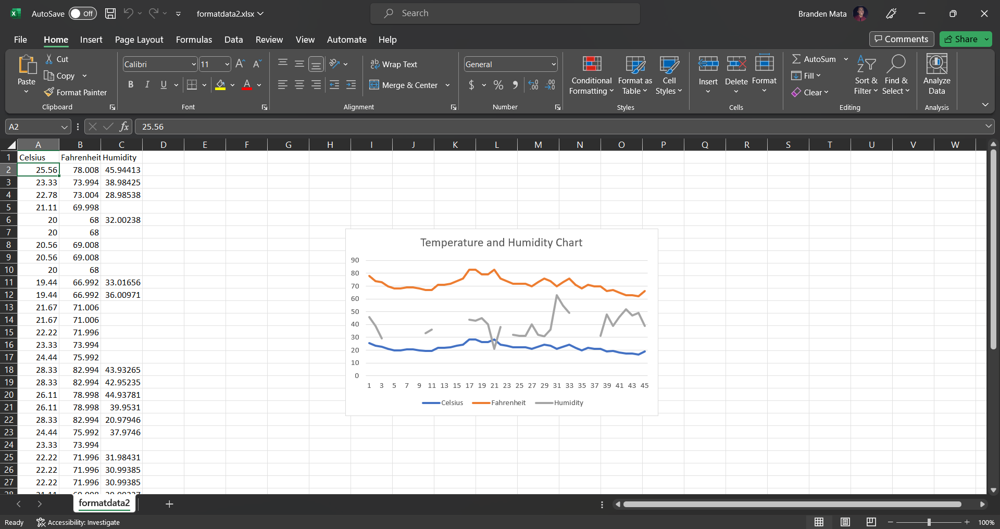 AutoSave Off formatdata2.xlsx Search Branden Mata
File Home Insert Page Layout Formulas Data Review View Automate Help Comments Share
Paste Cut Copy Format Painter Clipboard
Calibri 11 B I U A Font
Wrap Text Merge & Center Alignment
General $ % Number
Conditional Formatting Format as Table Cell Styles Styles
Insert Delete Format Cells
AutoSum Fill Clear Sort & Filter Find & Select Editing
Analyze Data Analysis
A2 fx 25.56
A B C D E F G H I J K L M N O P Q R S T U V W
1 Celsius Fahrenheit Humidity
2 25.56 78.008 45.94413
3 23.33 73.994 38.98425
4 22.78 73.004 28.98538
5 21.11 69.998
6 20 68 32.00238
7 20 68
8 20.56 69.008
9 20.56 69.008
10 20 68
11 19.44 66.992 33.01656
12 19.44 66.992 36.00971
13 21.67 71.006
14 21.67 71.006
15 22.22 71.996
16 23.33 73.994
17 24.44 75.992
18 28.33 82.994 43.93265
19 28.33 82.994 42.95235
20 26.11 78.998 44.93781
21 26.11 78.998 39.9531
22 28.33 82.994 20.97946
23 24.44 75.992 37.9746
24 23.33 73.994
25 22.22 71.996 31.98431
26 22.22 71.996 30.99385
27 22.22 71.996 30.99385
Temperature and Humidity Chart
90
80
70
60
50
40
30
20
10
0
1 3 5 7 9 11 13 15 17 19 21 23 25 27 29 31 33 35 37 39 41 43 45
Celsius Fahrenheit Humidity
formatdata2
Ready Accessibility: Investigate 100%